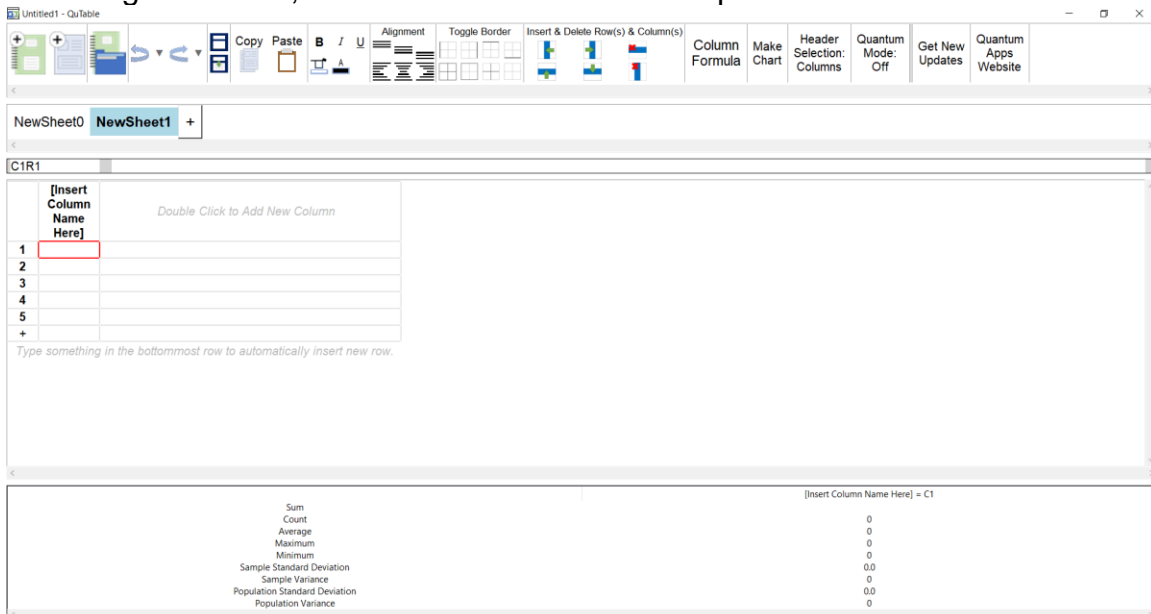 Untitled1 - QuTable
Copy Paste B I U Alignment Toggle Border Insert & Delete Row(s) & Column(s)
A
Column Formula
Make Chart
Header Selection: Columns
Quantum Mode: Off
Get New Updates
Quantum Apps Website
NewSheet0 NewSheet1 +
C1R1
[Insert
Column
Name
Here]
Double Click to Add New Column
1
2
3
4
5
+
Type something in the bottommost row to automatically insert new row.
[Insert Column Name Here] = C1
Sum
Count 0
Average 0
Maximum 0
Minimum 0
Sample Standard Deviation 0.0
Sample Variance 0
Population Standard Deviation 0.0
Population Variance 0